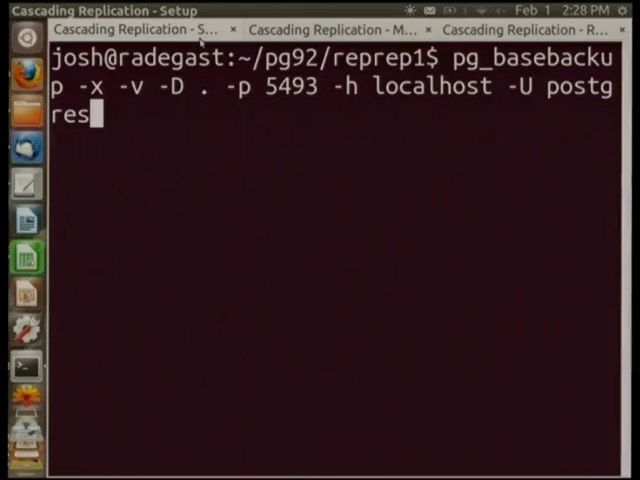 Cascading Replication - Setup
Feb 1 2:28 PM
Cascading Replication - S... × Cascading Replication - M... × Cascading Replication - R... ×
josh@radegast:~/pg92/reprep1$ pg_basebacku
p -x -v -D . -p 5493 -h localhost -U postg
res